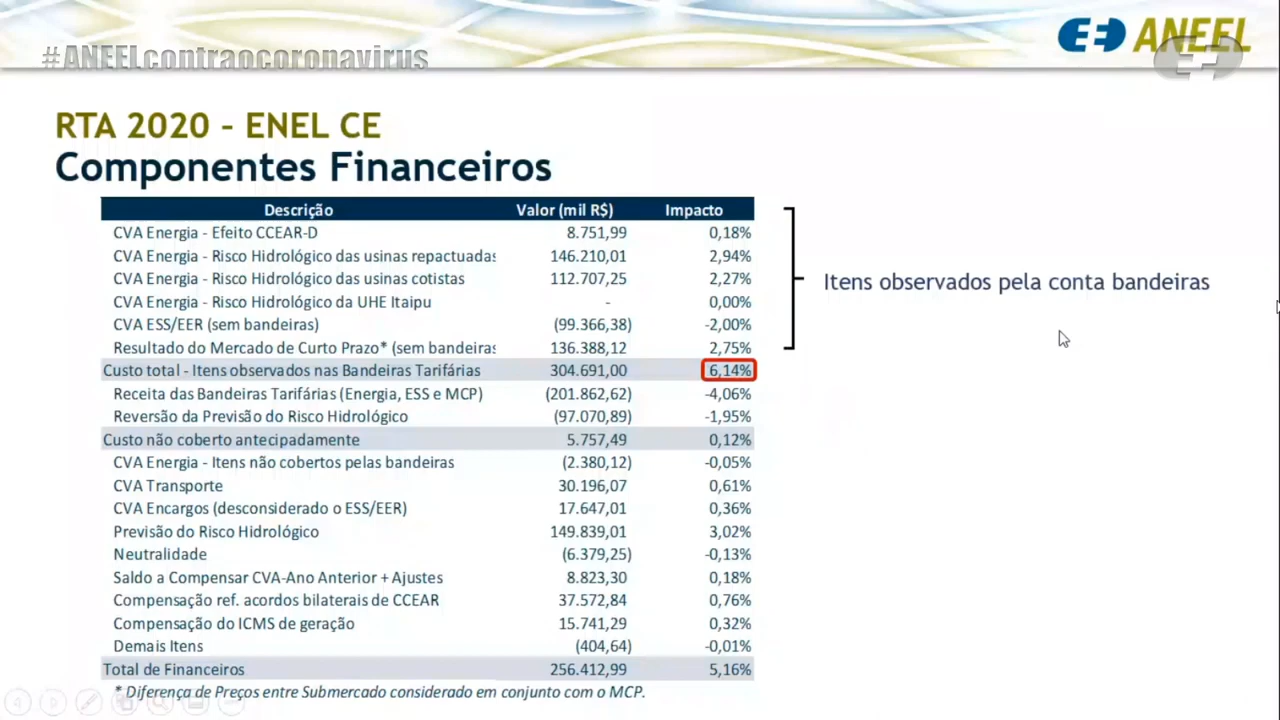 #ANEELcontraocoronavirus
ANEEL
RTA 2020 - ENEL CE
Componentes Financeiros
Descrição Valor (mil R$) Impacto
CVA Energia - Efeito CCEAR-D 8.751,99 0,18%
CVA Energia - Risco Hidrológico das usinas repactuadas 146.210,01 2,94%
CVA Energia - Risco Hidrológico das usinas cotistas 112.707,25 2,27%
CVA Energia - Risco Hidrológico da UHE Itaipu - 0,00%
CVA ESS/EER (sem bandeiras) (99.366,38) -2,00%
Resultado do Mercado de Curto Prazo* (sem bandeiras 136.388,12 2,75%
Itens observados pela conta bandeiras
Custo total - Itens observados nas Bandeiras Tarifárias 304.691,00 6,14%
Receita das Bandeiras Tarifárias (Energia, ESS e MCP) (201.862,62) -4,06%
Reversão da Previsão do Risco Hidrológico (97.070,89) -1,95%
Custo não coberto antecipadamente 5.757,49 0,12%
CVA Energia - Itens não cobertos pelas bandeiras (2.380,12) -0,05%
CVA Transporte 30.196,07 0,61%
CVA Encargos (desconsiderado o ESS/EER) 17.647,01 0,36%
Previsão do Risco Hidrológico 149.839,01 3,02%
Neutralidade (6.379,25) -0,13%
Saldo a Compensar CVA-Ano Anterior + Ajustes 8.823,30 0,18%
Compensação ref. acordos bilaterais de CCEAR 37.572,84 0,76%
Compensação do ICMS de geração 15.741,29 0,32%
Demais Itens (404,64) -0,01%
Total de Financeiros 256.412,99 5,16%
* Diferença de Preços entre Submercado considerado em conjunto com o MCP.